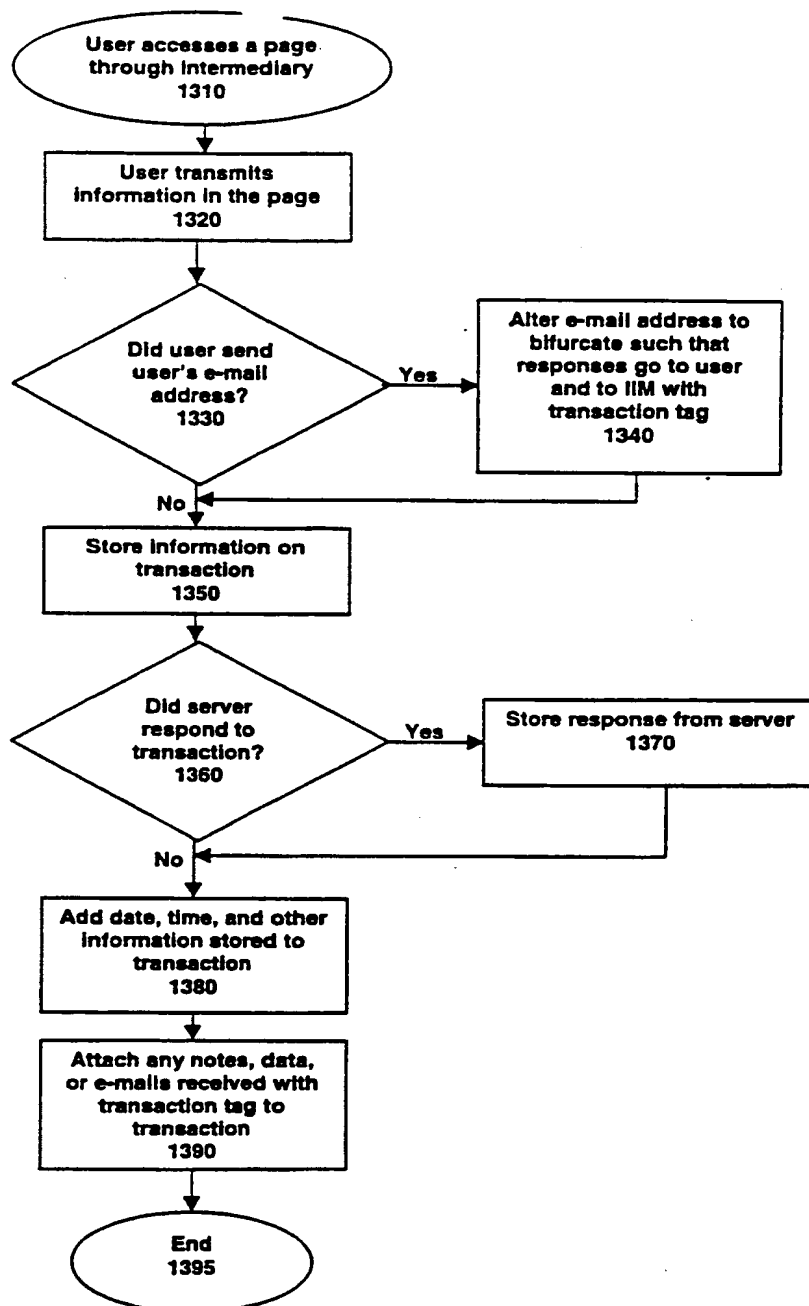 User accesses a page
through Intermediary
1310
User transmits
information in the page
1320
Did user send
user's e-mail
address?
1330
Yes
Alter e-mail address to
bifurcate such that
responses go to user
and to IIM with
transaction tag
1340
No
Store information on
transaction
1350
Did server
respond to
transaction?
1360
Yes
Store response from server
1370
No
Add date, time, and other
information stored to
transaction
1380
Attach any notes, data,
or e-mails received with
transaction tag to
transaction
1390
End
1395